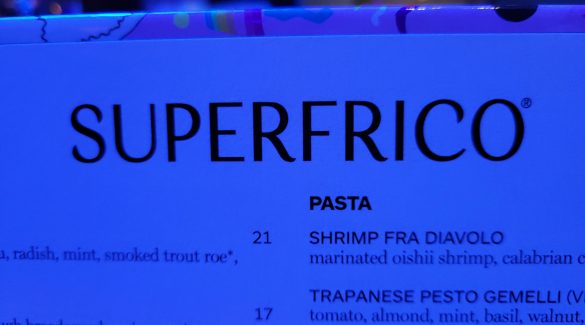 SUPERFRICO®
21
radish, mint, smoked trout roe*,
17
PASTA
SHRIMP FRA DIAVOLO
marinated oishii shrimp, calabrian
TRAPANESE PESTO GEMELLI
tomato, almond, mint, basil, walnut,